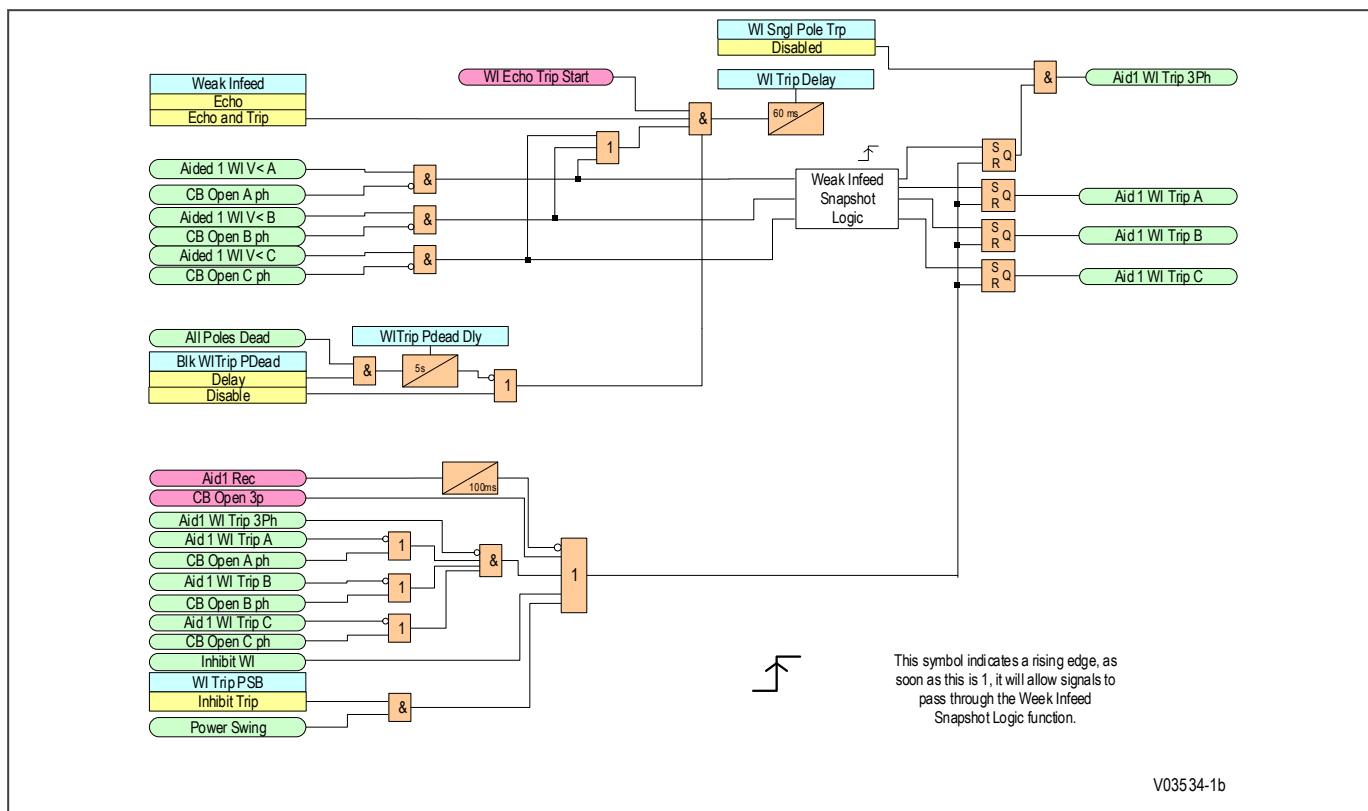 WI Sngl Pole Trp
Disabled
WI Echo Trip Start
WI Trip Delay
&
Aid1 WI Trip 3Ph
Weak Infeed
Echo
Echo and Trip
&
60 ms
1
S
R
Q
Aided 1 WI V< A
&
CB Open A ph
Weak Infeed
Snapshot
Logic
S
R
Q
Aid 1 WI Trip A
Aided 1 WI V< B
&
CB Open B ph
S
R
Q
Aid 1 WI Trip B
Aided 1 WI V< C
&
CB Open C ph
S
R
Q
Aid 1 WI Trip C
All Poles Dead
WITrip Pdead Dly
Blk WITrip PDead
&
5s
Delay
Disable
1
Aid1 Rec
100ms
CB Open 3p
Aid1 WI Trip 3Ph
Aid 1 WI Trip A
1
CB Open A ph
&
Aid 1 WI Trip B
1
CB Open B ph
1
Aid 1 WI Trip C
1
CB Open C ph
Inhibit WI
WI Trip PSB
Inhibit Trip
&
Power Swing
This symbol indicates a rising edge, as
soon as this is 1, it will allow signals to
pass through the Week Infeed
Snapshot Logic function.
V03534-1b